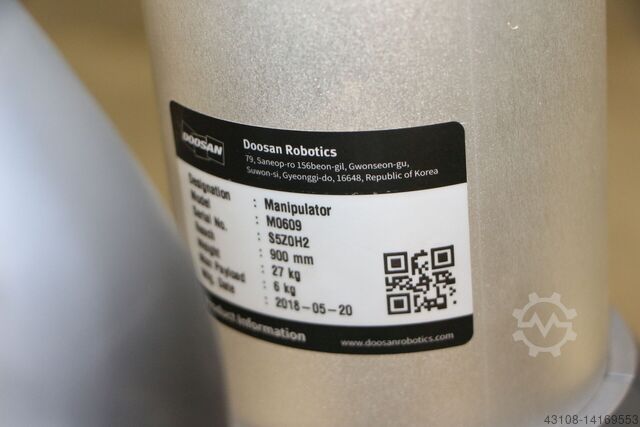 DOOSAN
Doosan Robotics
79, Saneop-ro 156beon-gil, Gwonseon-gu,
Suwon-si, Gyeonggi-do, 16648, Republic of Korea
Designation : Manipulator
Model : M0609
Serial No. : S5Z0H2
Reach : 900 mm
Weight : 27 kg
Max Payload : 6 kg
Mfg. Date : 2018-05-20
Product Information
www.doosanrobotics.com
43108-14169553